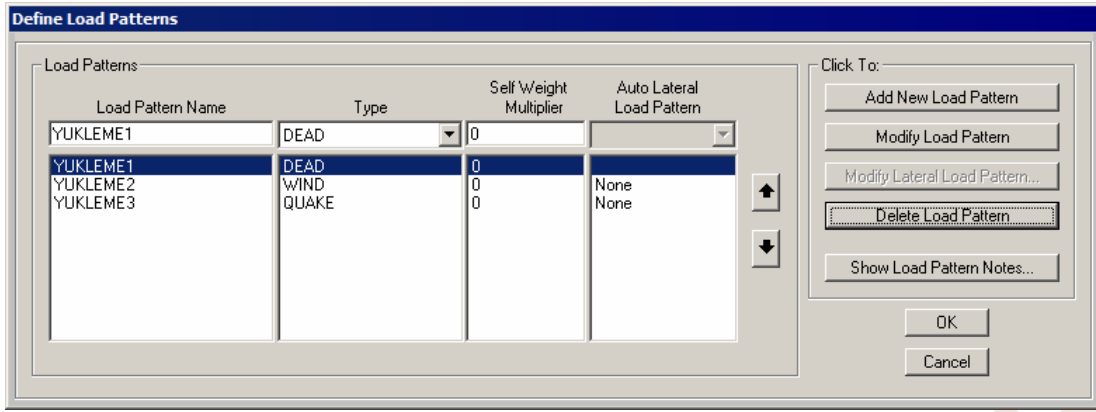 Define Load Patterns
Load Patterns
Load Pattern Name Type Self Weight Multiplier Auto Lateral Load Pattern
YUKLEME1 DEAD 0
YUKLEME1 DEAD 0
YUKLEME2 WIND 0 None
YUKLEME3 QUAKE 0 None
Click To:
Add New Load Pattern
Modify Load Pattern
Modify Lateral Load Pattern...
Delete Load Pattern
Show Load Pattern Notes...
OK
Cancel